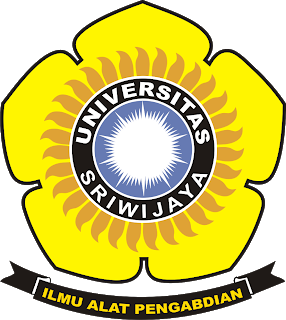 UNIVERSITAS
SRIWIJAYA
ILMU ALAT PENGABDIAN